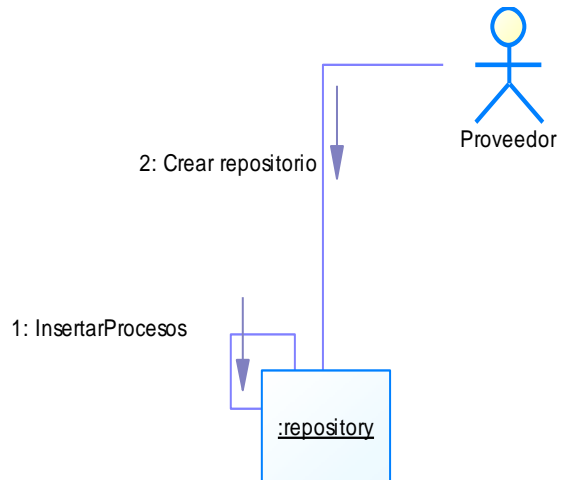 Proveedor
2: Crear repositorio
1: InsertarProcesos
:repository